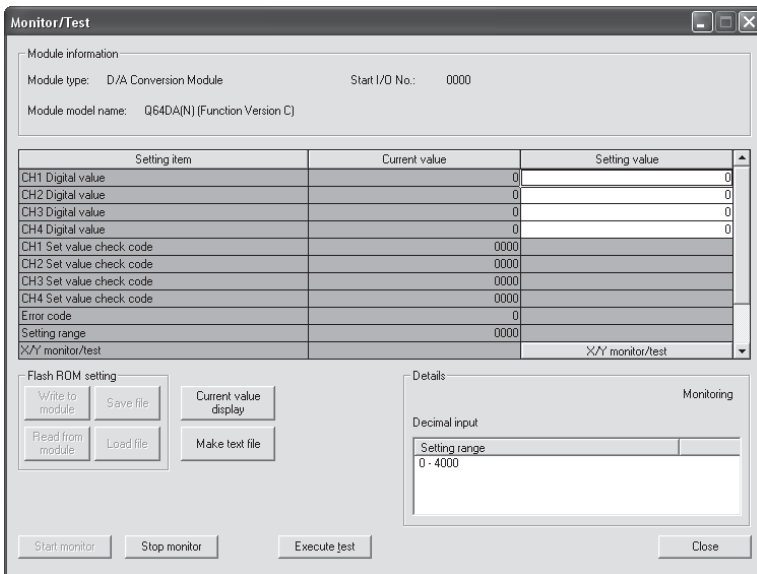 Monitor/Test
Module information
Module type: D/A Conversion Module Start I/O No.: 0000
Module model name: Q64DA(N) (Function Version C)
Setting item Current value Setting value
CH1 Digital value 0 0
CH2 Digital value 0 0
CH3 Digital value 0 0
CH4 Digital value 0 0
CH1 Set value check code 0000
CH2 Set value check code 0000
CH3 Set value check code 0000
CH4 Set value check code 0000
Error code 0
Setting range 0000
X/Y monitor/test X/Y monitor/test
Flash ROM setting
Write to module
Save file
Current value display
Read from module
Load file
Make text file
Details
Monitoring
Decimal input
Setting range
0 - 4000
Start monitor Stop monitor Execute test Close